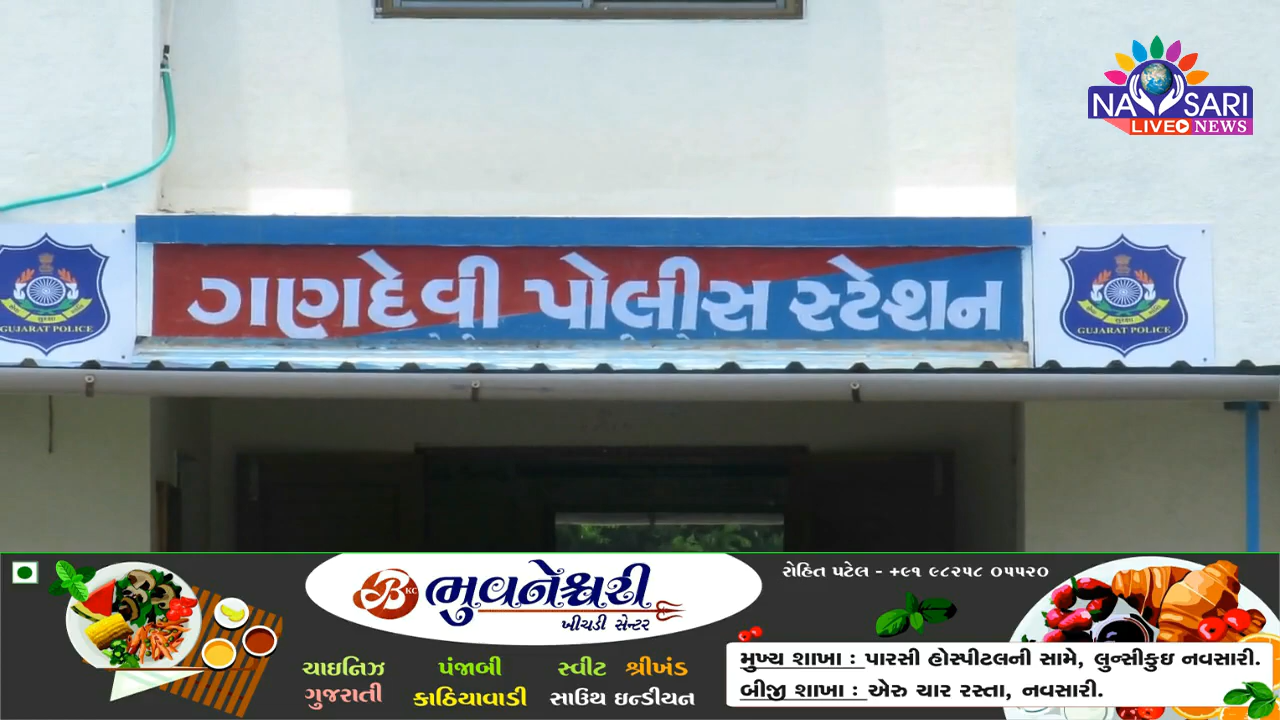 NAVSARI
LIVE NEWS
ગણદેવી પોલીસ સ્ટેશન
GUJARAT POLICE
GUJARAT POLICE
ભુવનેશ્વરી
ખીચડી સેન્ટર
KC
રોહિત પટેલ - +૯૧ ૯૮૨૫૮ ૦૫૫૨૦
ચાઇનિઝ પંજાબી સ્વીટ શ્રીખંડ
ગુજરાતી કાઠિયાવાડી સાઉથ ઇન્ડીયન
મુખ્ય શાખા : પારસી હોસ્પીટલની સામે, લુન્સીકુઇ નવસારી.
બીજી શાખા : એરુ ચાર રસ્તા, નવસારી.